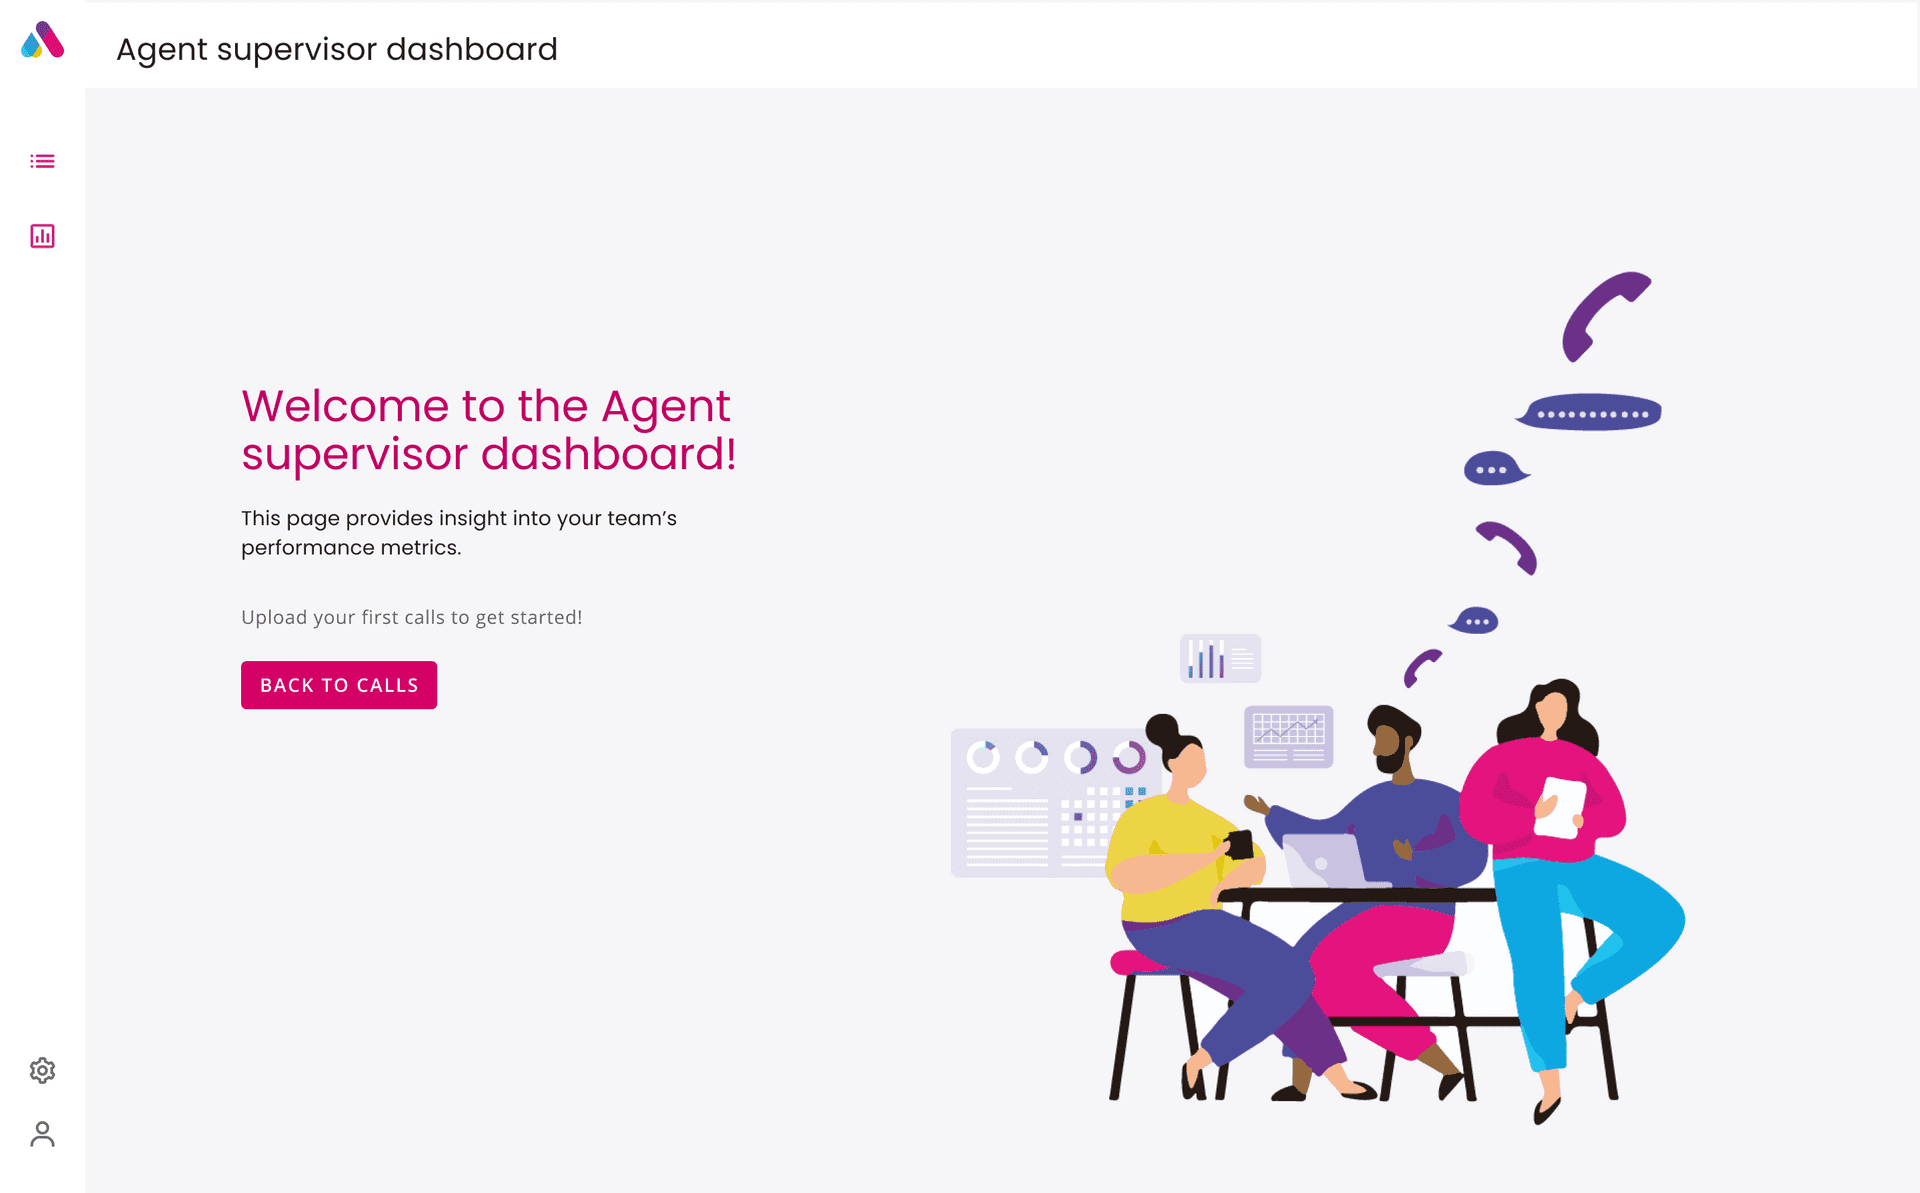 Agent supervisor dashboard
Welcome to the Agent
supervisor dashboard!
This page provides insight into your team’s
performance metrics.
Upload your first calls to get started!
BACK TO CALLS